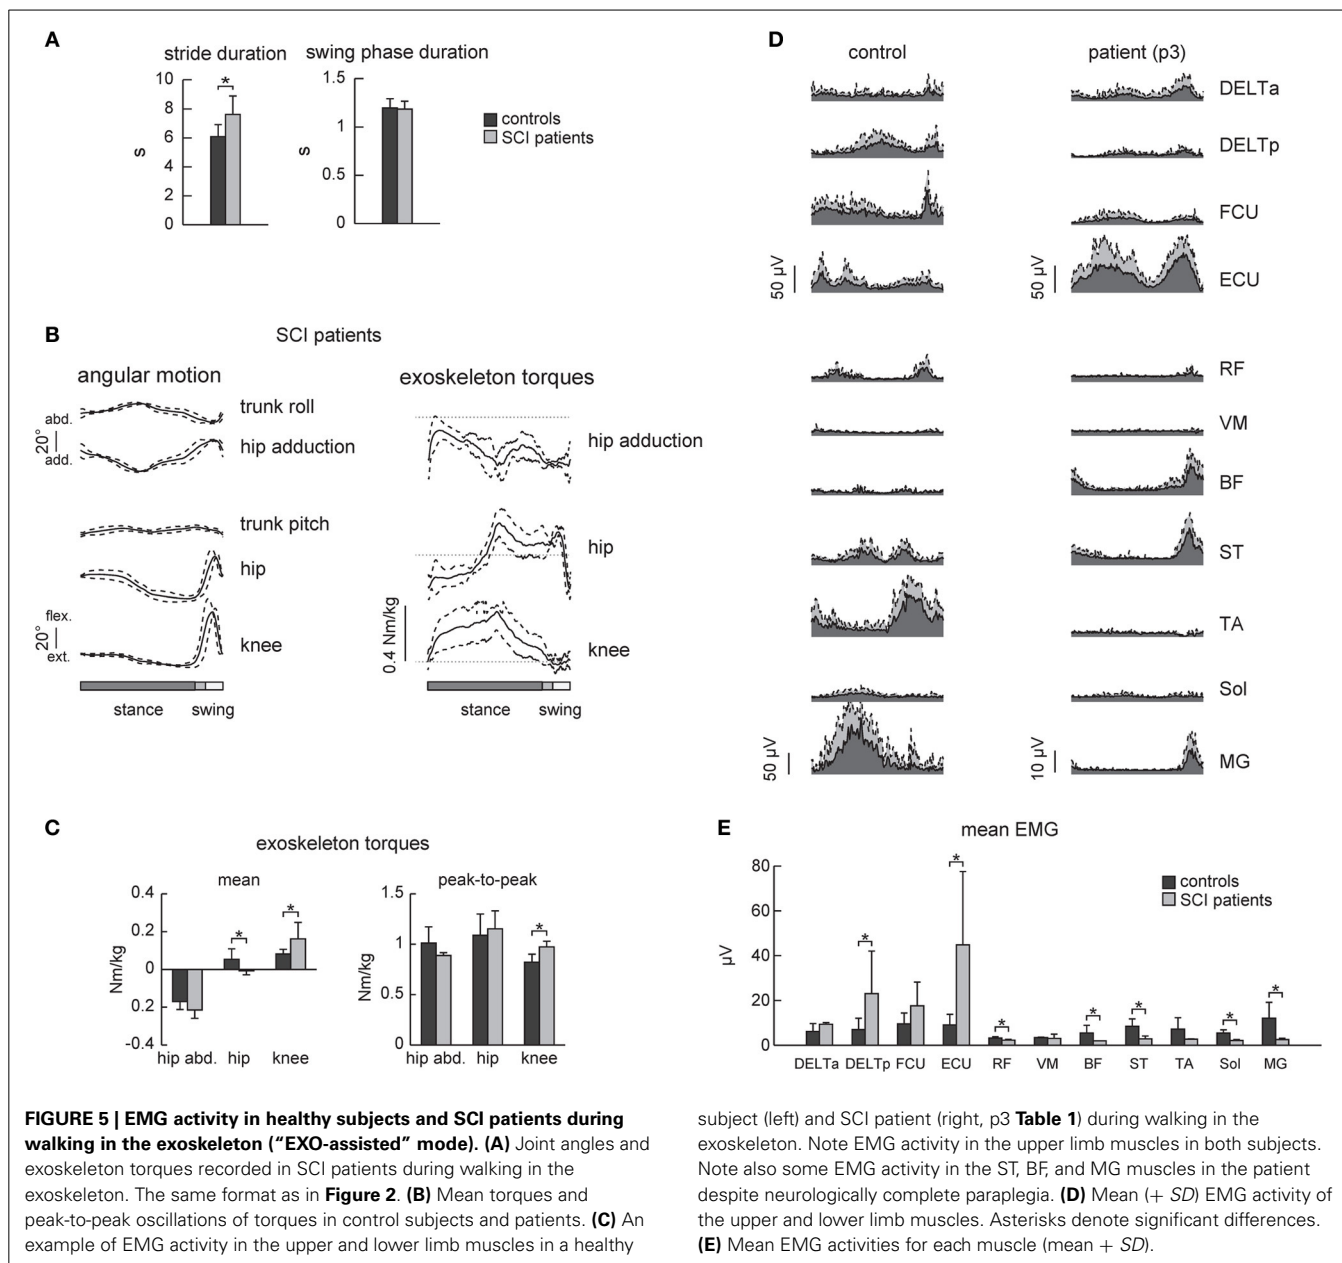 A
stride duration
swing phase duration
10
8
6
4
2
0
s
*
1.5
1
0.5
0
s
controls
SCI patients
B
SCI patients
angular motion
exoskeleton torques
trunk roll
abd.
20°
add.
hip adduction
hip adduction
trunk pitch
hip
hip
flex.
20°
ext.
knee
0.4 Nm/kg
knee
stance
swing
stance
swing
C
exoskeleton torques
mean
peak-to-peak
0.4
0.2
0
0.2
-0.4
Nm/kg
*
*
hip abd.
hip
knee
1.5
1
0.5
0
Nm/kg
*
hip abd.
hip
knee
D
control
patient (p3)
DELTa
DELTp
FCU
50 µV
50 µV
ECU
RF
VM
BF
ST
TA
Sol
50 µV
10 µV
MG
E
mean EMG
80
60
40
20
0
µV
controls
SCI patients
*
*
*
*
*
*
*
DELTa
DELTp
FCU
ECU
RF
VM
BF
ST
TA
Sol
MG
FIGURE 5 | EMG activity in healthy subjects and SCI patients during
walking in the exoskeleton (“EXO-assisted” mode). (A) Joint angles and
exoskeleton torques recorded in SCI patients during walking in the
exoskeleton. The same format as in Figure 2. (B) Mean torques and
peak-to-peak oscillations of torques in control subjects and patients. (C) An
example of EMG activity in the upper and lower limb muscles in a healthy
subject (left) and SCI patient (right, p3 Table 1) during walking in the
exoskeleton. Note EMG activity in the upper limb muscles in both subjects.
Note also some EMG activity in the ST, BF, and MG muscles in the patient
despite neurologically complete paraplegia. (D) Mean (+ SD) EMG activity of
the upper and lower limb muscles. Asterisks denote significant differences.
(E) Mean EMG activities for each muscle (mean + SD).